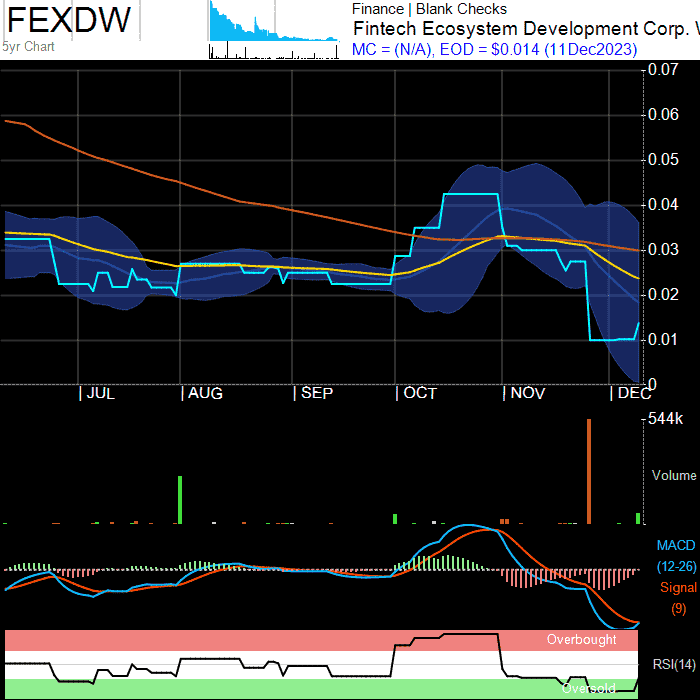 FEXDW
5yr Chart
Finance | Blank Checks
Fintech Ecosystem Development Corp. W
MC = (N/A), EOD = $0.014 (11Dec2023)
0.07
0.06
0.05
0.04
0.03
0.02
0.01
0
| JUL | AUG | SEP | OCT | NOV | DEC
544k
Volume
MACD
(12-26)
Signal
(9)
Overbought
RSI(14)
Oversold